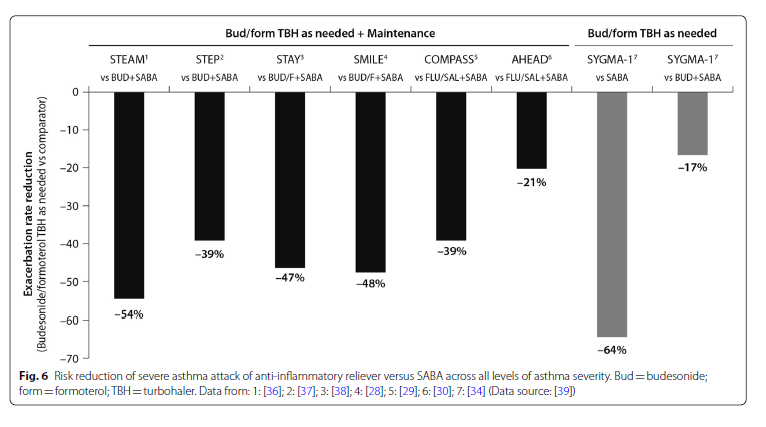 Bud/form TBH as needed + Maintenance
Bud/form TBH as needed
STEAM¹
STEP²
STAY³
SMILE⁴
COMPASS⁵
AHEAD⁶
SYGMA-1⁷
SYGMA-1⁷
vs BUD+SABA
vs BUD+SABA
vs BUD/F+SABA
vs BUD/F+SABA
vs FLU/SAL+SABA
vs FLU/SAL+SABA
vs SABA
vs BUD+SABA
Exacerbation rate reduction
(Budesonide/formoterol TBH as needed vs comparator)
0
−10
−20
−30
−40
−50
−60
−70
−54%
−39%
−47%
−48%
−39%
−21%
−64%
−17%
Fig. 6 Risk reduction of severe asthma attack of anti-inflammatory reliever versus SABA across all levels of asthma severity. Bud = budesonide;
form = formoterol; TBH = turbohaler. Data from: 1: [36]; 2: [37]; 3: [38]; 4: [28]; 5: [29]; 6: [30]; 7: [34] (Data source: [39])